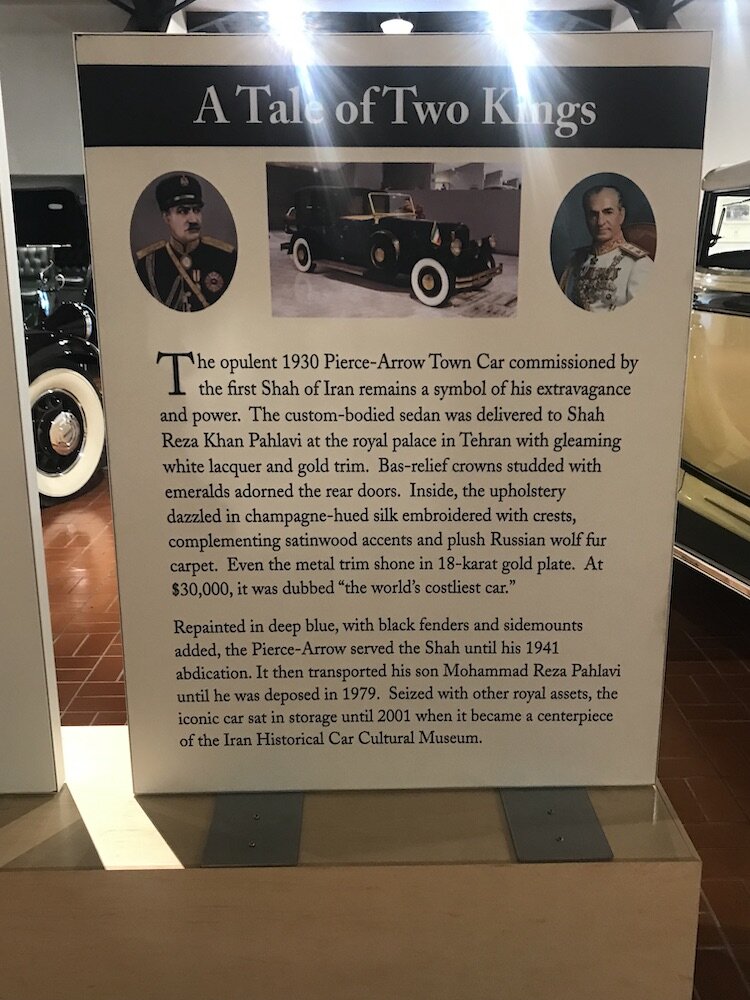 A Tale of Two Kings
The opulent 1930 Pierce-Arrow Town Car commissioned by
the first Shah of Iran remains a symbol of his extravagance
and power. The custom-bodied sedan was delivered to Shah
Reza Khan Pahlavi at the royal palace in Tehran with gleaming
white lacquer and gold trim. Bas-relief crowns studded with
emeralds adorned the rear doors. Inside, the upholstery
dazzled in champagne-hued silk embroidered with crests,
complementing satinwood accents and plush Russian wolf fur
carpet. Even the metal trim shone in 18-karat gold plate. At
$30,000, it was dubbed “the world’s costliest car.”
Repainted in deep blue, with black fenders and sidemounts
added, the Pierce-Arrow served the Shah until his 1941
abdication. It then transported his son Mohammad Reza Pahlavi
until he was deposed in 1979. Seized with other royal assets, the
iconic car sat in storage until 2001 when it became a centerpiece
of the Iran Historical Car Cultural Museum.